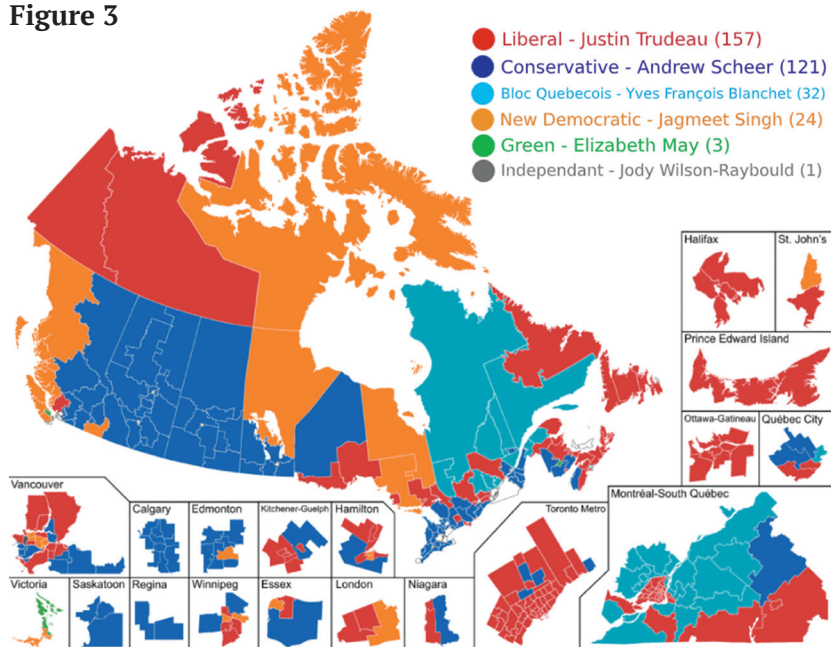 Figure 3
Liberal - Justin Trudeau (157)
Conservative - Andrew Scheer (121)
Bloc Quebecois - Yves François Blanchet (32)
New Democratic - Jagmeet Singh (24)
Green - Elizabeth May (3)
Independant - Jody Wilson-Raybould (1)
Halifax
St. John's
Prince Edward Island
Ottawa-Gatineau
Québec City
Vancouver
Calgary
Edmonton
Kitchener-Guelph
Hamilton
Toronto Metro
Montréal-South Québec
Victoria
Saskatoon
Regina
Winnipeg
Essex
London
Niagara